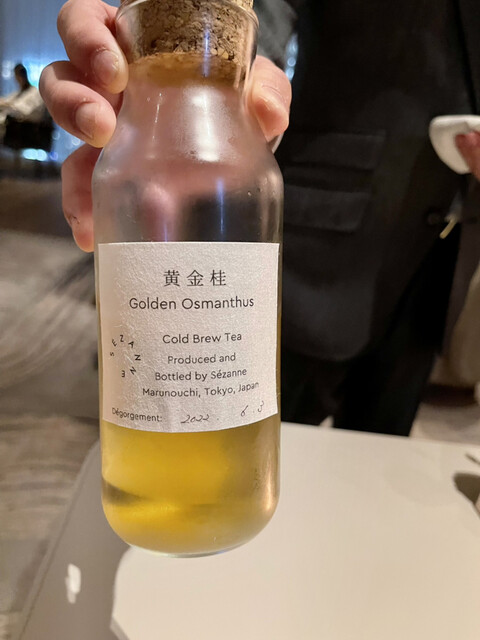 黄金桂
Golden Osmanthus
Cold Brew Tea
SÉZANNE
Produced and
Bottled by Sézanne
Marunouchi, Tokyo, Japan
Dégorgement: 2022. 6. 3